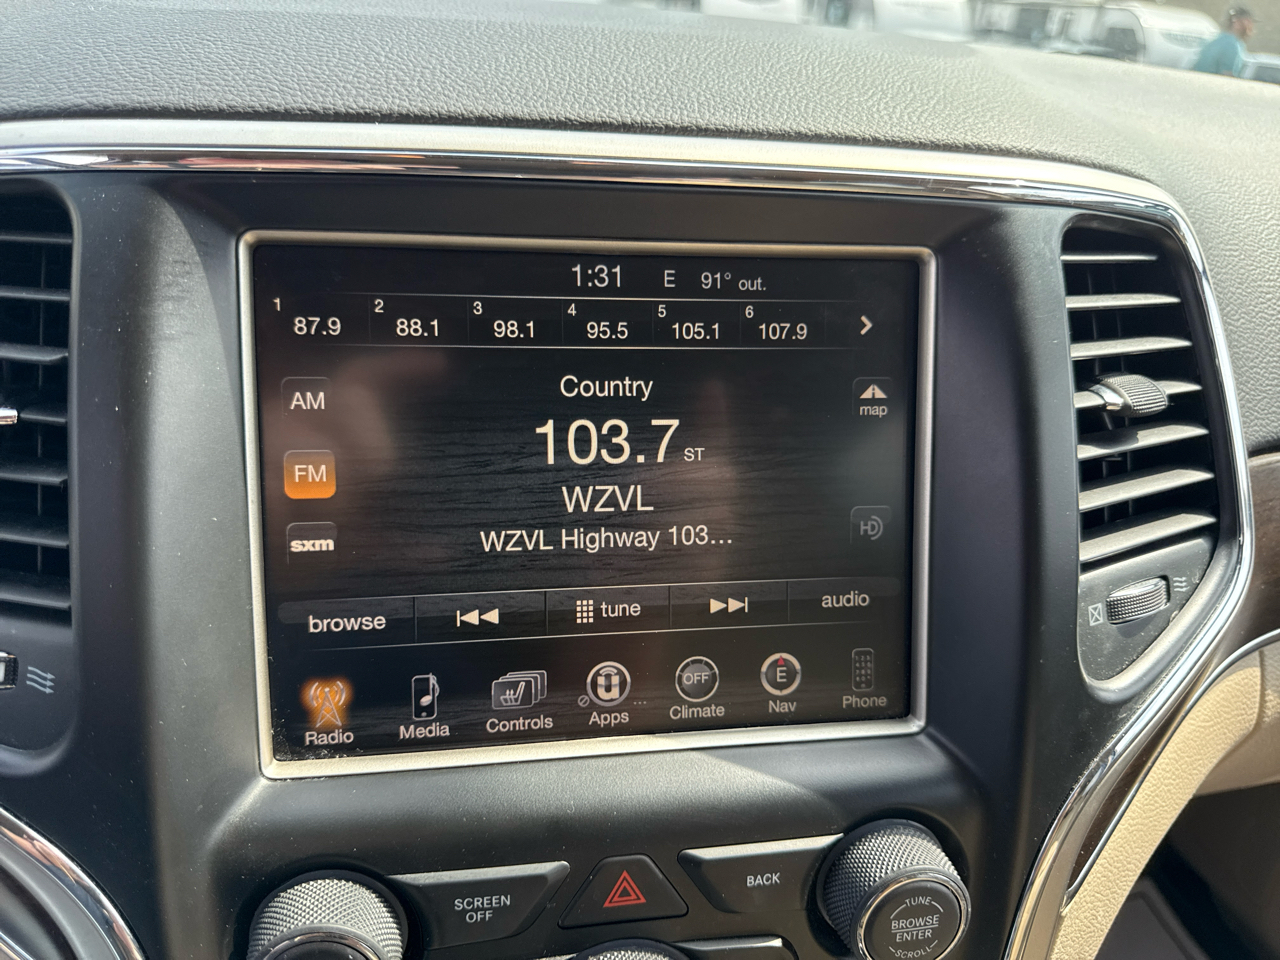 1:31 E 91° out.
1 87.9 2 88.1 3 98.1 4 95.5 5 105.1 6 107.9
AM
Country
map
103.7 ST
FM
WZVL
HD
sxm
WZVL Highway 103...
browse tune audio
OFF E
Radio Media Controls Apps ... Climate Nav Phone
SCREEN
OFF
BACK
TUNE
BROWSE
ENTER
SCROLL